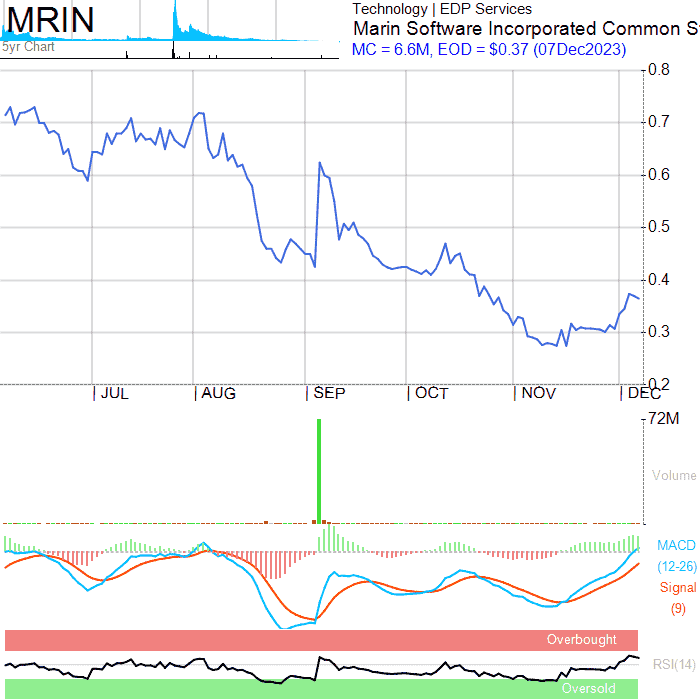 MRIN
5yr Chart
Technology | EDP Services
Marin Software Incorporated Common S
MC = 6.6M, EOD = $0.37 (07Dec2023)
0.8
0.7
0.6
0.5
0.4
0.3
0.2
JUL AUG SEP OCT NOV DEC
72M
Volume
MACD
(12-26)
Signal
(9)
Overbought
RSI(14)
Oversold